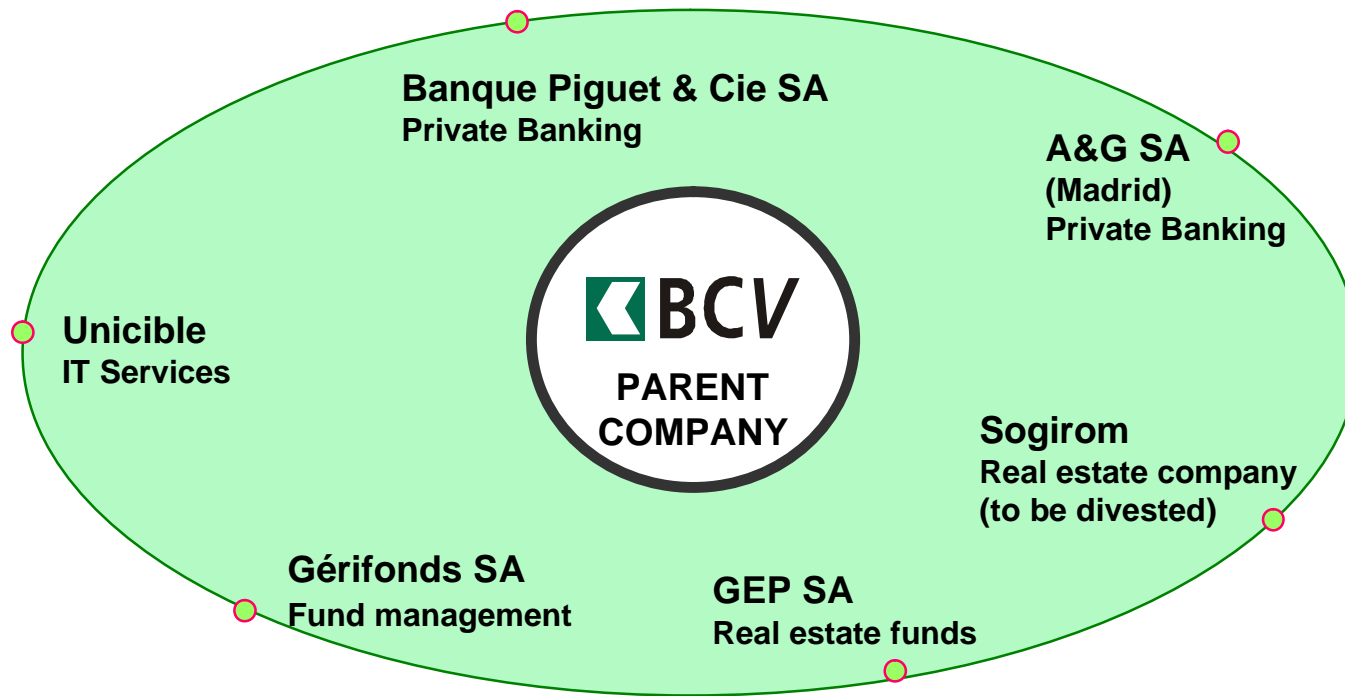 Banque Piguet & Cie SA
Private Banking
A&G SA
(Madrid)
Private Banking
BCV
PARENT
COMPANY
Unicible
IT Services
Sogirom
Real estate company
(to be divested)
Gérifonds SA
Fund management
GEP SA
Real estate funds